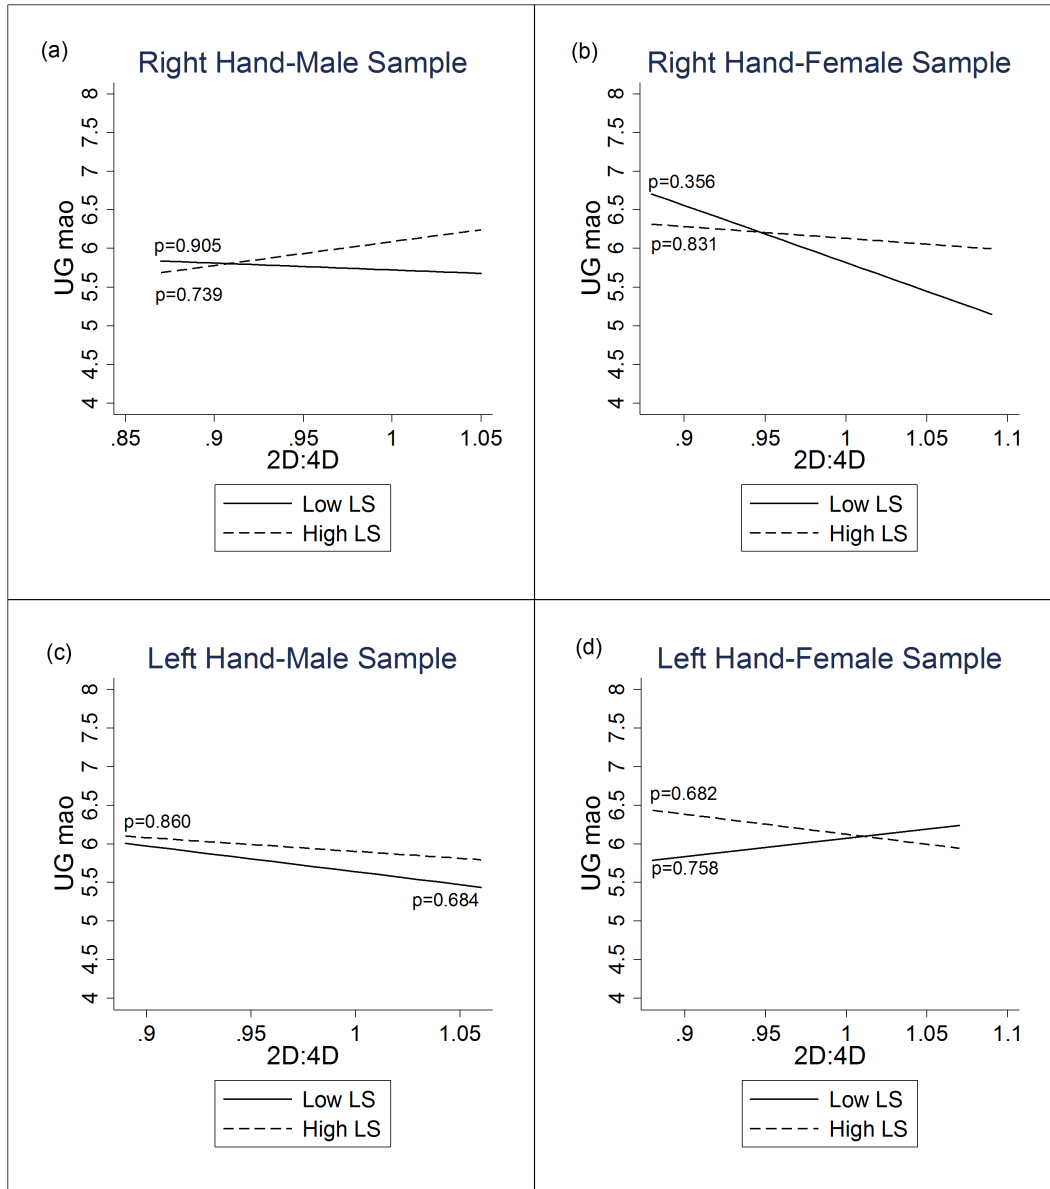 (a)
Right Hand-Male Sample
UG mao
8
7.5
7
6.5
6
5.5
5
4.5
4
p=0.905
p=0.739
.85
.9
.95
1
1.05
2D:4D
Low LS
High LS
(b)
Right Hand-Female Sample
UG mao
8
7.5
7
6.5
6
5.5
5
4.5
4
p=0.356
p=0.831
.9
.95
1
1.05
1.1
2D:4D
Low LS
High LS
(c)
Left Hand-Male Sample
UG mao
8
7.5
7
6.5
6
5.5
5
4.5
4
p=0.860
p=0.684
.9
.95
1
1.05
2D:4D
Low LS
High LS
(d)
Left Hand-Female Sample
UG mao
8
7.5
7
6.5
6
5.5
5
4.5
4
p=0.682
p=0.758
.9
.95
1
1.05
1.1
2D:4D
Low LS
High LS